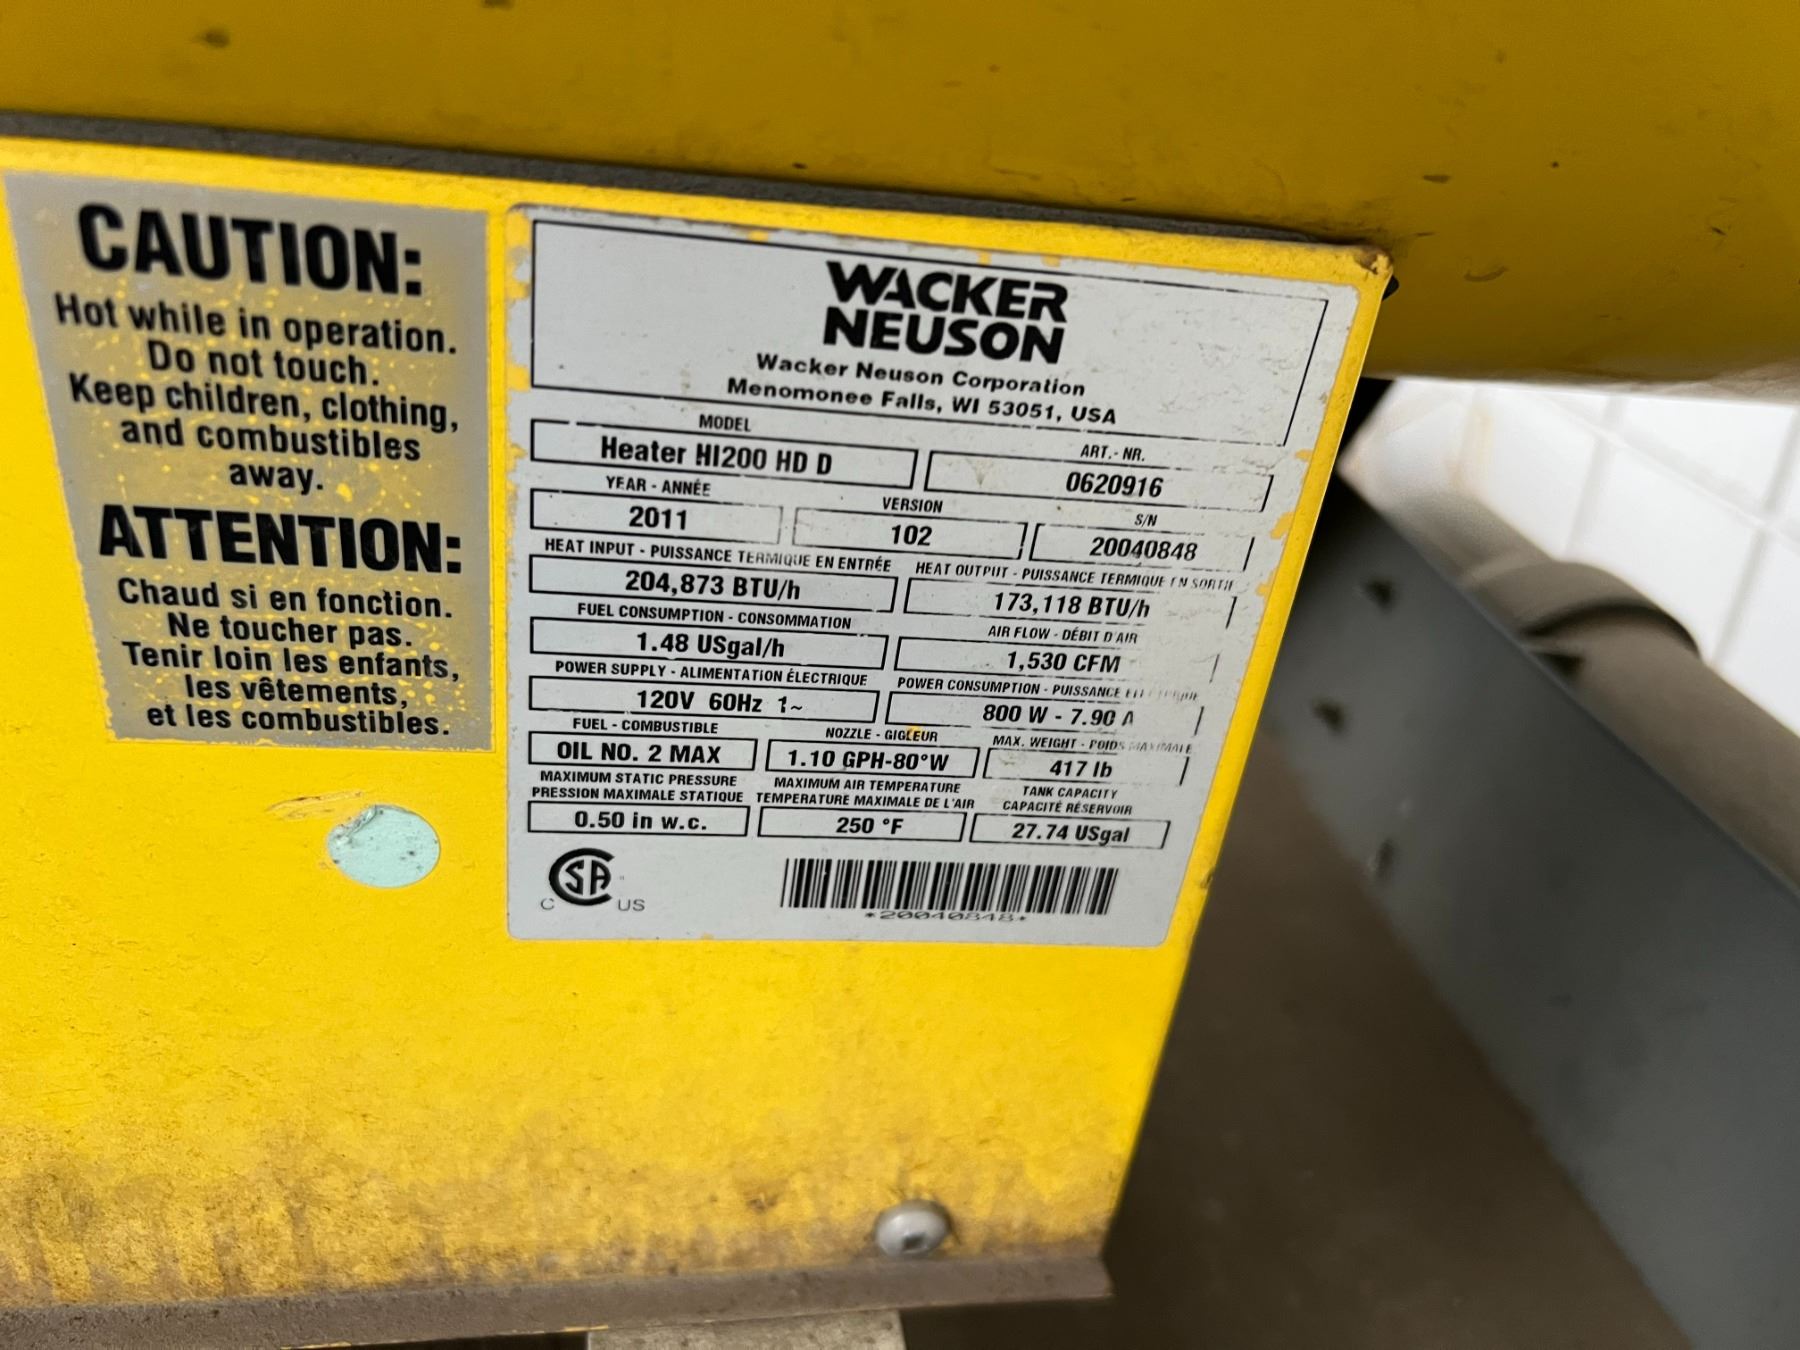 CAUTION:
Hot while in operation.
Do not touch.
Keep children, clothing,
and combustibles
away.
ATTENTION:
Chaud si en fonction.
Ne toucher pas.
Tenir loin les enfants,
les vêtements,
et les combustibles.
WACKER
NEUSON
Wacker Neuson Corporation
Menomonee Falls, WI 53051, USA
MODEL ART.- NR.
Heater HI200 HD D 0620916
YEAR - ANNÉE VERSION S/N
2011 102 20040848
HEAT INPUT - PUISSANCE TERMIQUE EN ENTRÉE HEAT OUTPUT - PUISSANCE TERMIQUE EN SORTIE
204,873 BTU/h 173,118 BTU/h
FUEL CONSUMPTION - CONSOMMATION AIR FLOW - DÉBIT D'AIR
1.48 USgal/h 1,530 CFM
POWER SUPPLY - ALIMENTATION ÉLECTRIQUE POWER CONSUMPTION - PUISSANCE
120V 60Hz 1~ 800 W - 7.90 A
FUEL - COMBUSTIBLE NOZZLE - GIGLEUR MAX. WEIGHT - POIDS MAXIMALE
OIL NO. 2 MAX 1.10 GPH-80°W 417 lb
MAXIMUM STATIC PRESSURE MAXIMUM AIR TEMPERATURE TANK CAPACITY
PRESSION MAXIMALE STATIQUE TEMPERATURE MAXIMALE DE L'AIR CAPACITÉ RÉSERVOIR
0.50 in w.c. 250 °F 27.74 USgal
CSA
C US
*20040848*